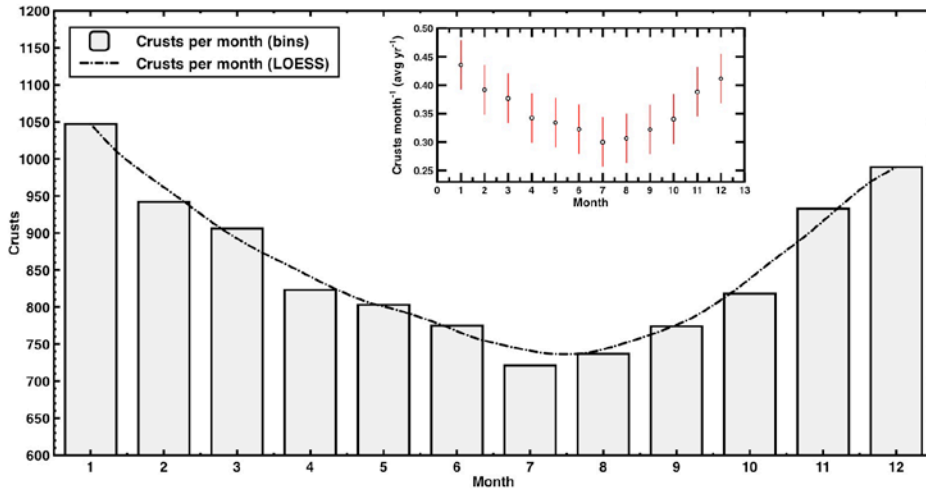 1200
1150
1100
1050
1000
950
900
850
800
750
700
650
600
Crusts
Crusts per month (bins)
Crusts per month (LOESS)
0.50
0.45
0.40
0.35
0.30
0.25
Crusts month⁻¹ (avg yr⁻¹)
0 1 2 3 4 5 6 7 8 9 10 11 12 13
Month
1 2 3 4 5 6 7 8 9 10 11 12
Month